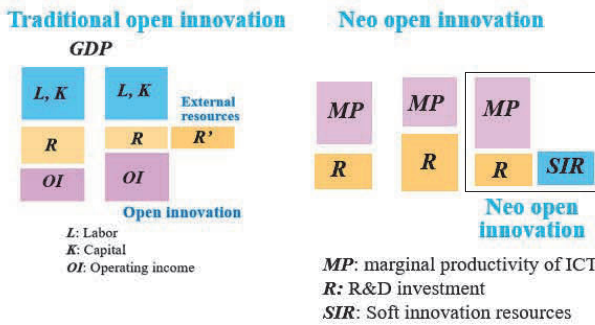 Traditional open innovation
GDP
L, K
L, K
External
resources
R
R
R’
OI
OI
Open innovation
L: Labor
K: Capital
OI: Operating income
Neo open innovation
MP
MP
MP
R
R
R
SIR
Neo open
innovation
MP: marginal productivity of ICT
R: R&D investment
SIR: Soft innovation resources